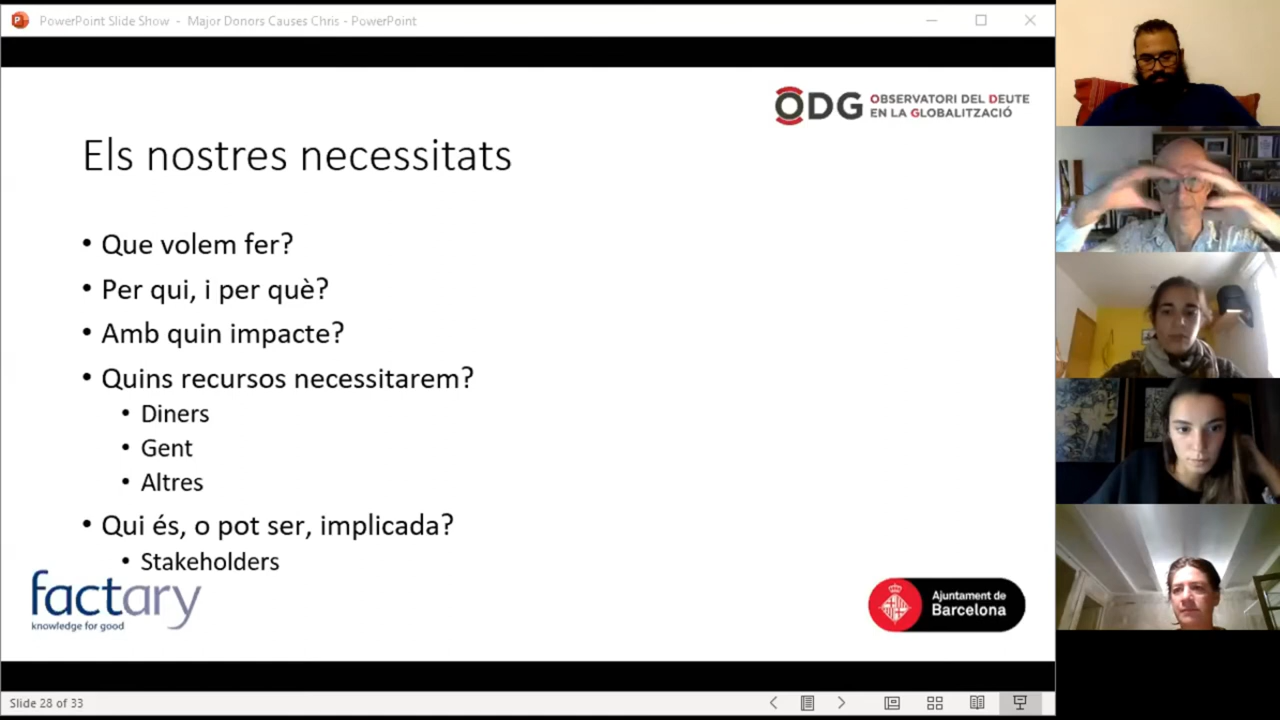 PowerPoint Slide Show - Major Donors Causes Chris - PowerPoint
ODG OBSERVATORI DEL DEUTE
EN LA GLOBALITZACIÓ
Els nostres necessitats
• Que volem fer?
• Per qui, i per què?
• Amb quin impacte?
• Quins recursos necessitarem?
• Diners
• Gent
• Altres
• Qui és, o pot ser, implicada?
• Stakeholders
factary
knowledge for good
Ajuntament de
Barcelona
Slide 28 of 33